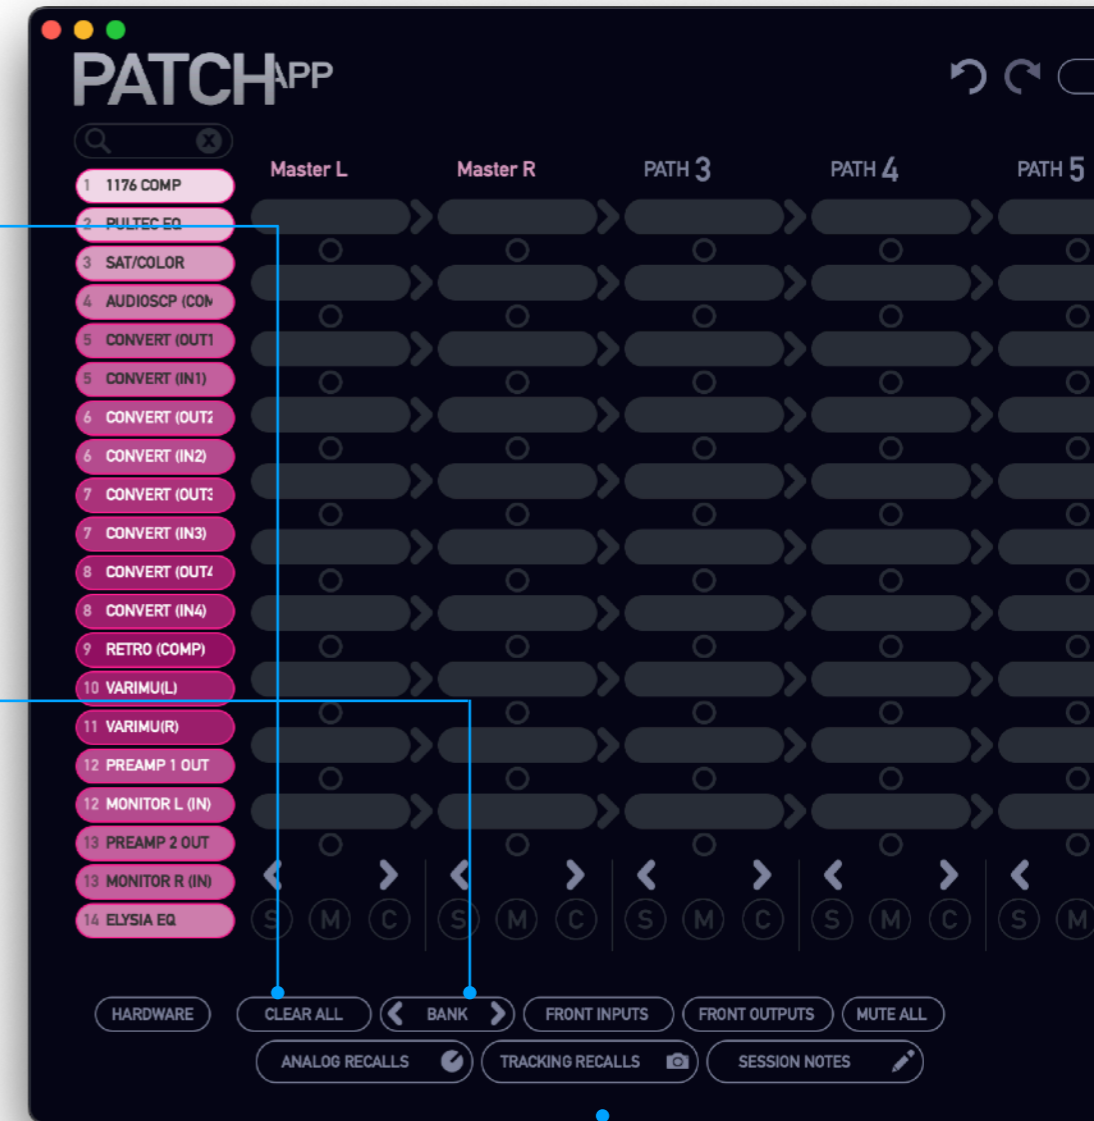 PATCHAPP
Master L Master R PATH 3 PATH 4 PATH 5
1 1176 COMP
2 PULTEC EQ
3 SAT/COLOR
4 AUDIOSCP (COM
5 CONVERT (OUT1
5 CONVERT (IN1)
6 CONVERT (OUT2
6 CONVERT (IN2)
7 CONVERT (OUT3
7 CONVERT (IN3)
8 CONVERT (OUT4
8 CONVERT (IN4)
9 RETRO (COMP)
10 VARIMU(L)
11 VARIMU(R)
12 PREAMP 1 OUT
12 MONITOR L (IN)
13 PREAMP 2 OUT
13 MONITOR R (IN)
14 ELYSIA EQ
S M C S M C S M C S M C S M
HARDWARE CLEAR ALL BANK FRONT INPUTS FRONT OUTPUTS MUTE ALL
ANALOG RECALLS TRACKING RECALLS SESSION NOTES